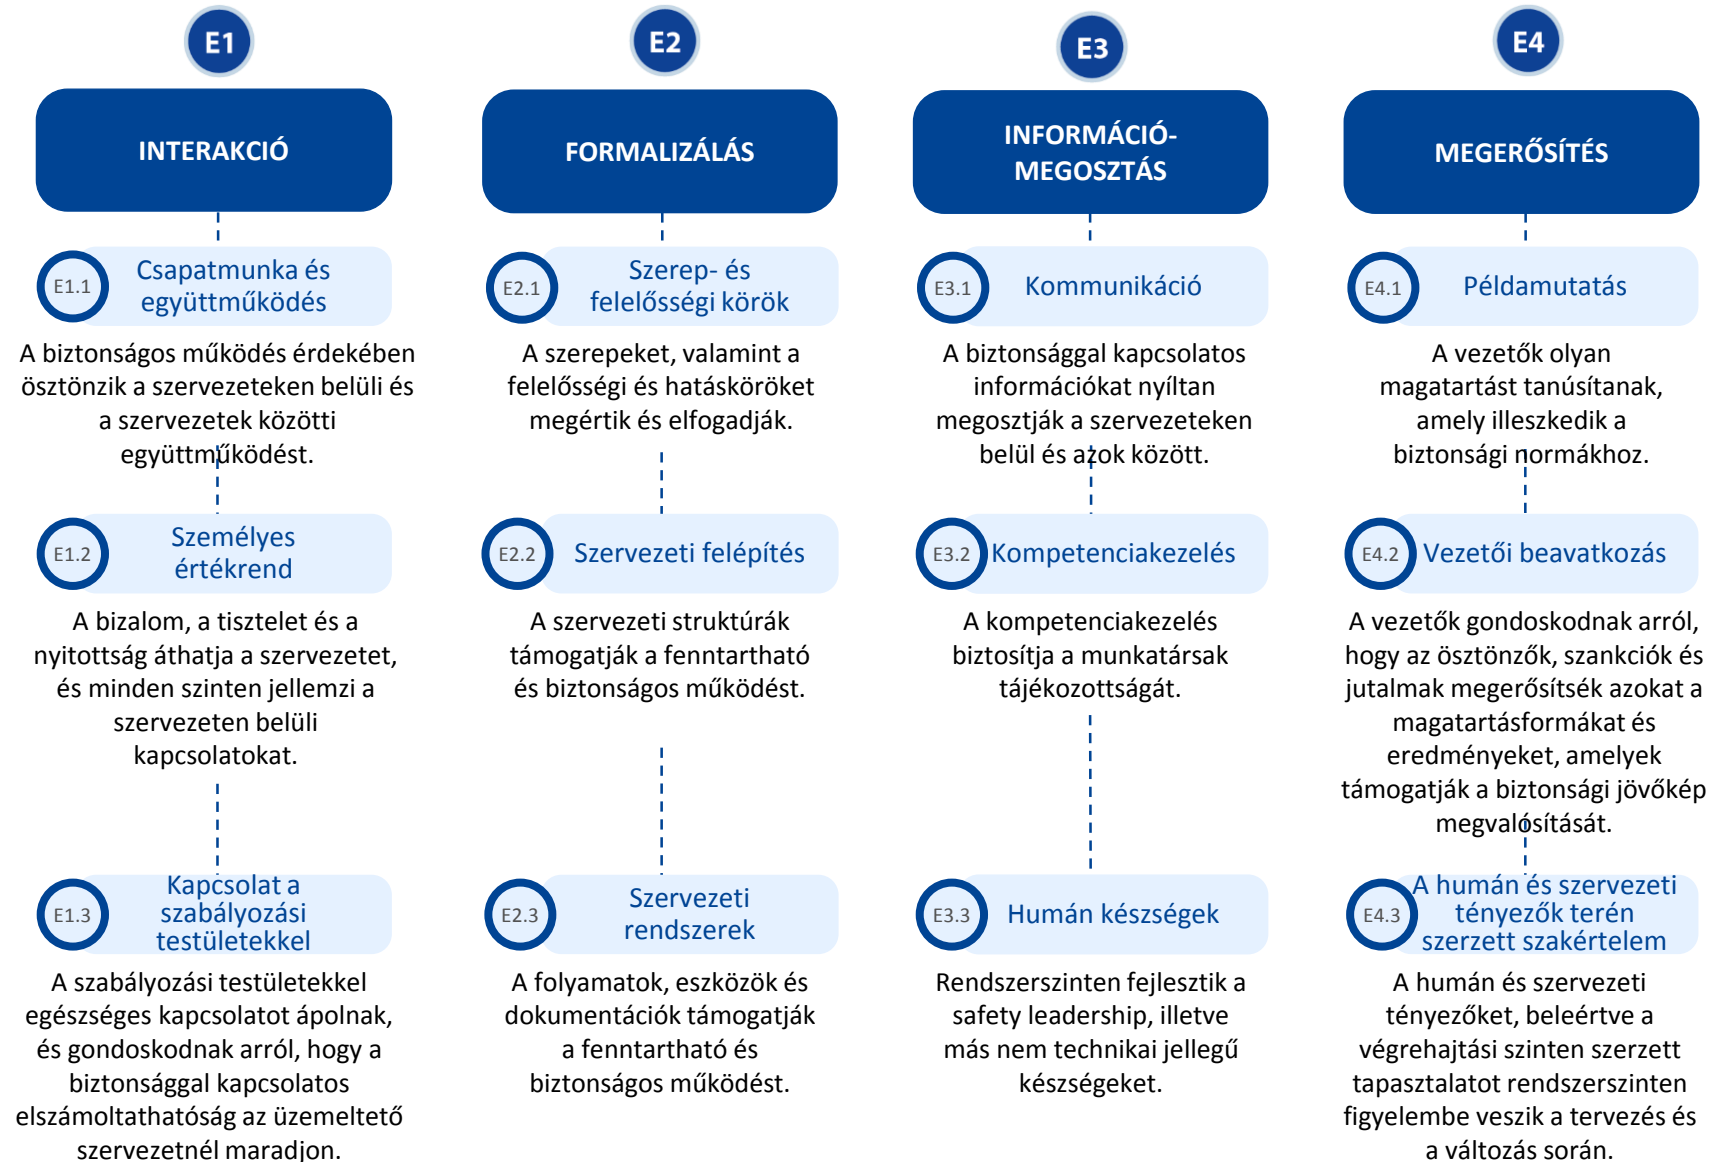 E1
INTERAKCIÓ
E1.1
Csapatmunka és
együttműködés
A biztonságos működés érdekében
ösztönzik a szervezeteken belüli és
a szervezetek közötti
együttműködést.
E1.2
Személyes
értékrend
A bizalom, a tisztelet és a
nyitottság áthatja a szervezetet,
és minden szinten jellemzi a
szervezeten belüli
kapcsolatokat.
E1.3
Kapcsolat a
szabályozási
testületekkel
A szabályozási testületekkel
egészséges kapcsolatot ápolnak,
és gondoskodnak arról, hogy a
biztonsággal kapcsolatos
elszámoltathatóság az üzemeltető
szervezetnél maradjon.
E2
FORMALIZÁLÁS
E2.1
Szerep- és
felelősségi körök
A szerepeket, valamint a
felelősségi és hatásköröket
megértik és elfogadják.
E2.2
Szervezeti felépítés
A szervezeti struktúrák
támogatják a fenntartható
és biztonságos működést.
E2.3
Szervezeti
rendszerek
A folyamatok, eszközök és
dokumentációk támogatják
a fenntartható és
biztonságos működést.
E3
INFORMÁCIÓ-
MEGOSZTÁS
E3.1
Kommunikáció
A biztonsággal kapcsolatos
információkat nyíltan
megosztják a szervezeteken
belül és azok között.
E3.2
Kompetenciakezelés
A kompetenciakezelés
biztosítja a munkatársak
tájékozottságát.
E3.3
Humán készségek
Rendszerszinten fejlesztik a
safety leadership, illetve
más nem technikai jellegű
készségeket.
E4
MEGERŐSÍTÉS
E4.1
Példamutatás
A vezetők olyan
magatartást tanúsítanak,
amely illeszkedik a
biztonsági normákhoz.
E4.2
Vezetői beavatkozás
A vezetők gondoskodnak arról,
hogy az ösztönzők, szankciók és
jutalmak megerősítsék azokat a
magatartásformákat és
eredményeket, amelyek
támogatják a biztonsági jövőkép
megvalósítását.
E4.3
A humán és szervezeti
tényezők terén
szerzett szakértelem
A humán és szervezeti
tényezőket, beleértve a
végrehajtási szinten szerzett
tapasztalatot rendszerszinten
figyelembe veszik a tervezés és
a változás során.